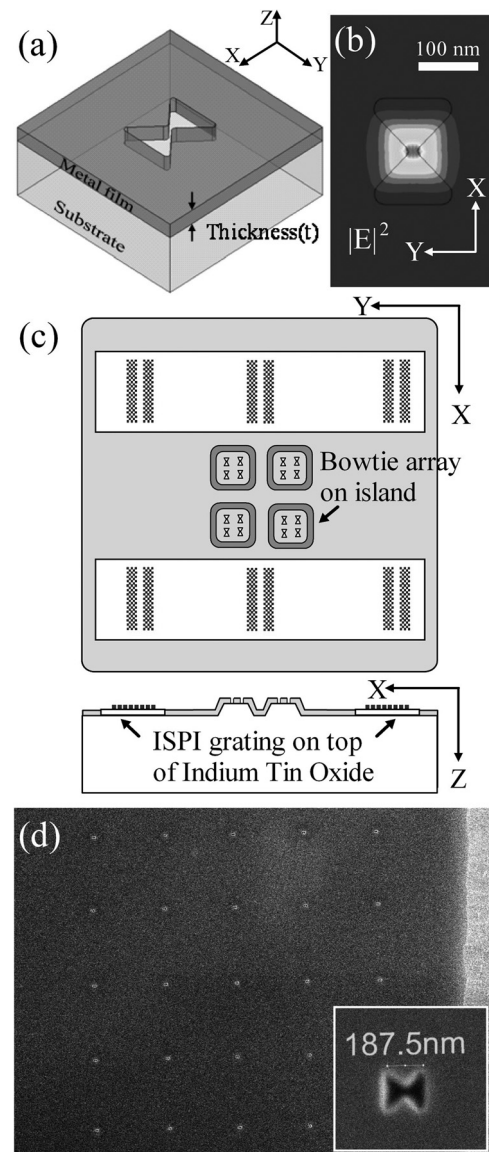 (a)
Z
X
Y
Metal film
Substrate
Thickness(t)
(b)
100 nm
|E|²
X
Y
(c)
Y
X
Bowtie array
on island
X
Z
ISPI grating on top
of Indium Tin Oxide
(d)
187.5nm